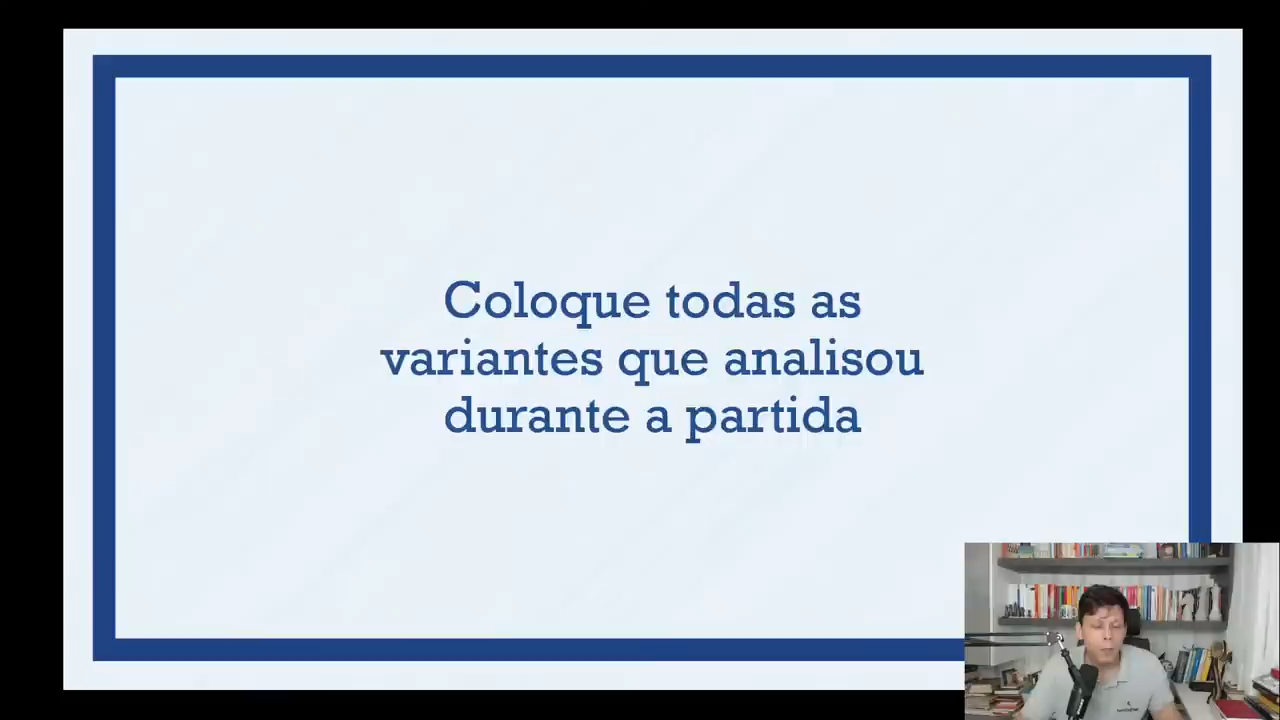 Coloque todas as
variantes que analisou
durante a partida